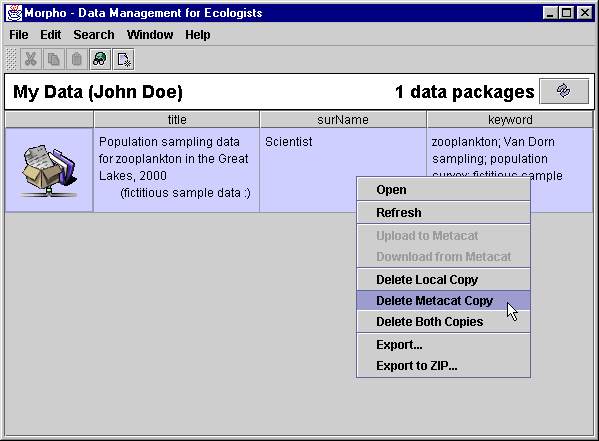 Morpho - Data Management for Ecologists
File Edit Search Window Help
My Data (John Doe) 1 data packages
title surName keyword
Population sampling data
for zooplankton in the Great
Lakes, 2000
(fictitious sample data :)
Scientist
zooplankton; Van Dorn
sampling; population
survey; fictitious sample
Open
Refresh
Upload to Metacat
Download from Metacat
Delete Local Copy
Delete Metacat Copy
Delete Both Copies
Export...
Export to ZIP...